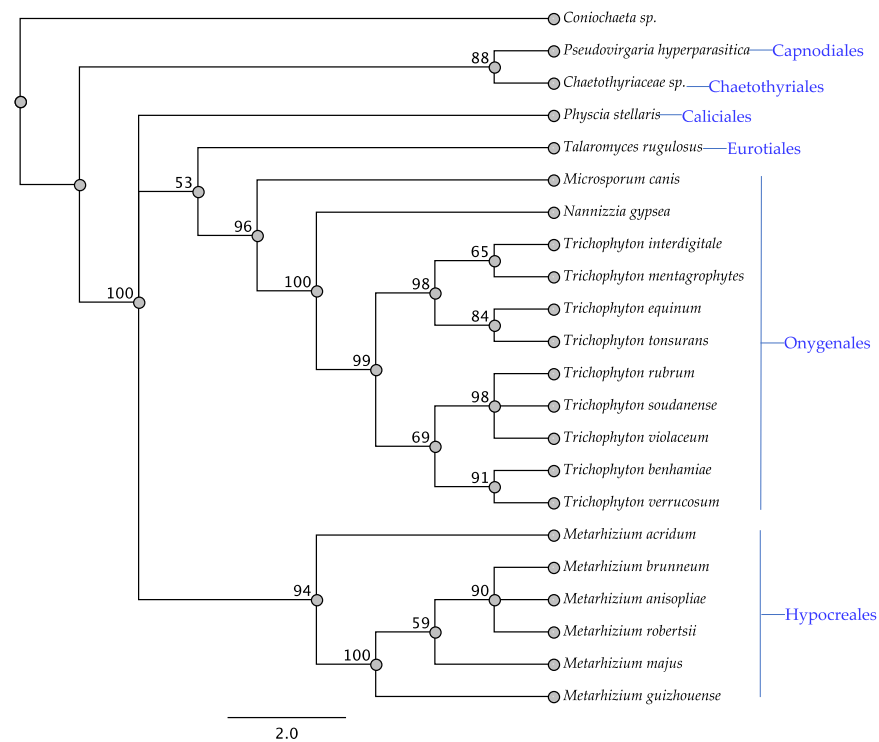 Coniochaeta sp.
88 Pseudovirgaria hyperparasitica Capnodiales
Chaetothyriaceae sp. Chaetothyriales
Physcia stellaris Caliciales
Talaromyces rugulosus Eurotiales
53
Microsporum canis
Nannizzia gypsea
96
Trichophyton interdigitale
65
Trichophyton mentagrophytes
100
98
Trichophyton equinum
100
84
Trichophyton tonsurans
Onygenales
99
Trichophyton rubrum
98
Trichophyton soudanense
69
Trichophyton violaceum
Trichophyton benhamiae
91
Trichophyton verrucosum
Metarhizium acridum
Metarhizium brunneum
94
90
Metarhizium anisopliae
Hypocreales
59
Metarhizium robertsii
100
Metarhizium majus
Metarhizium guizhouense
2.0